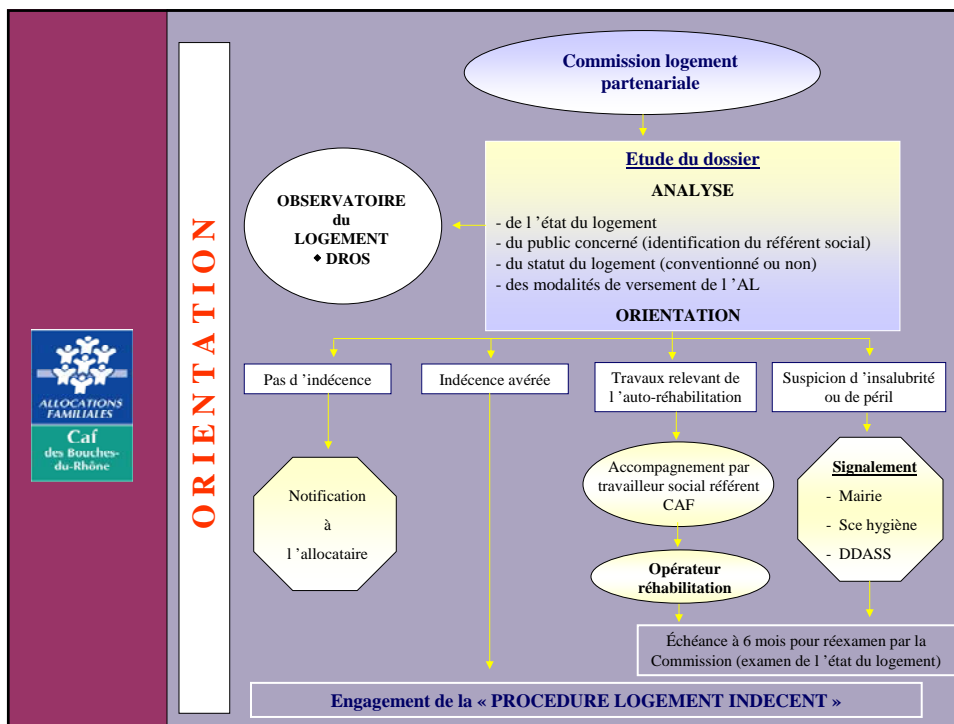 Commission logement
partenariale
Etude du dossier
ANALYSE
- de l ’état du logement
- du public concerné (identification du référent social)
- du statut du logement (conventionné ou non)
- des modalités de versement de l ’AL
ORIENTATION
OBSERVATOIRE
du
LOGEMENT
◆ DROS
ORIENTATION
ALLOCATIONS
FAMILIALES
Caf
des Bouches-
du-Rhône
Pas d ’indécence
Indécence avérée
Travaux relevant de
l ’auto-réhabilitation
Suspicion d ’insalubrité
ou de péril
Notification
à
l ’allocataire
Accompagnement par
travailleur social référent
CAF
Opérateur
réhabilitation
Signalement
- Mairie
- Sce hygiène
- DDASS
Échéance à 6 mois pour réexamen par la
Commission (examen de l ’état du logement)
Engagement de la « PROCEDURE LOGEMENT INDECENT »